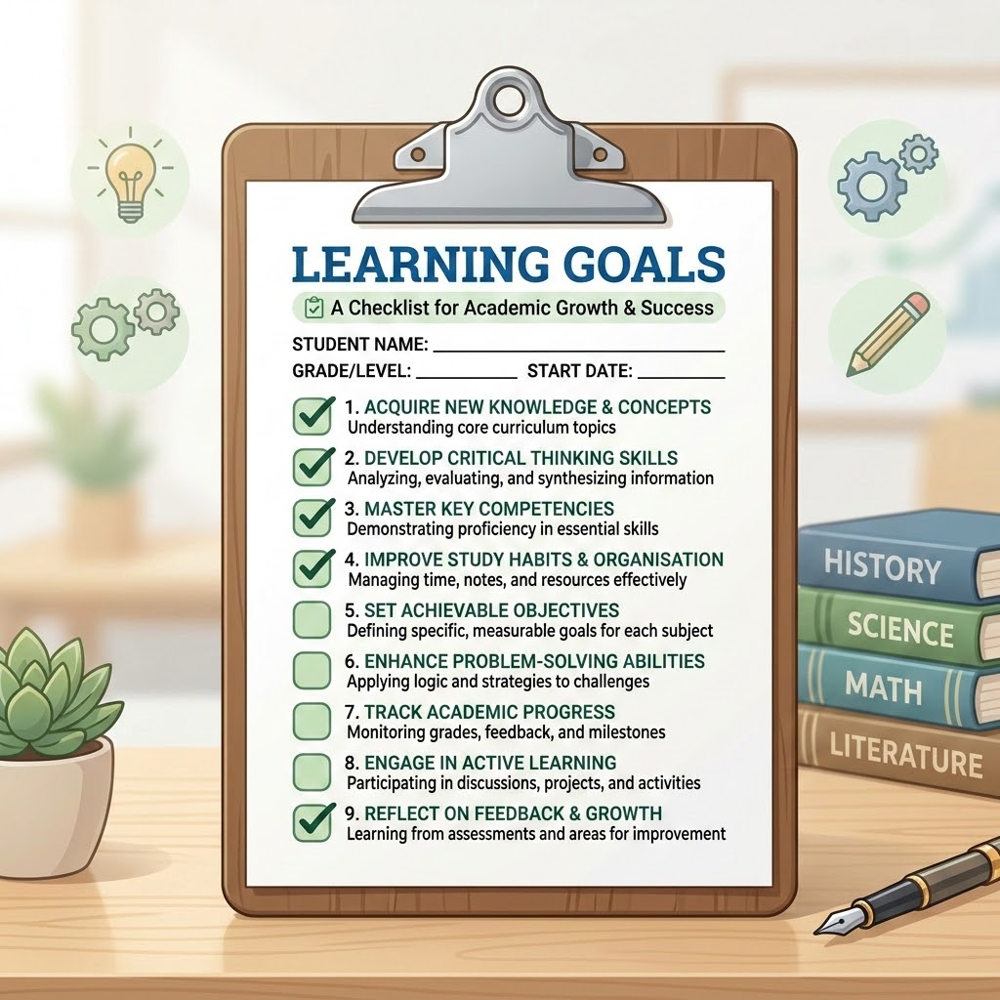 LEARNING GOALS
A Checklist for Academic Growth & Success
STUDENT NAME:
GRADE/LEVEL: START DATE:
1. ACQUIRE NEW KNOWLEDGE & CONCEPTS
Understanding core curriculum topics
2. DEVELOP CRITICAL THINKING SKILLS
Analyzing, evaluating, and synthesizing information
3. MASTER KEY COMPETENCIES
Demonstrating proficiency in essential skills
4. IMPROVE STUDY HABITS & ORGANISATION
Managing time, notes, and resources effectively
5. SET ACHIEVABLE OBJECTIVES
Defining specific, measurable goals for each subject
6. ENHANCE PROBLEM-SOLVING ABILITIES
Applying logic and strategies to challenges
7. TRACK ACADEMIC PROGRESS
Monitoring grades, feedback, and milestones
8. ENGAGE IN ACTIVE LEARNING
Participating in discussions, projects, and activities
9. REFLECT ON FEEDBACK & GROWTH
Learning from assessments and areas for improvement
HISTORY
SCIENCE
MATH
LITERATURE